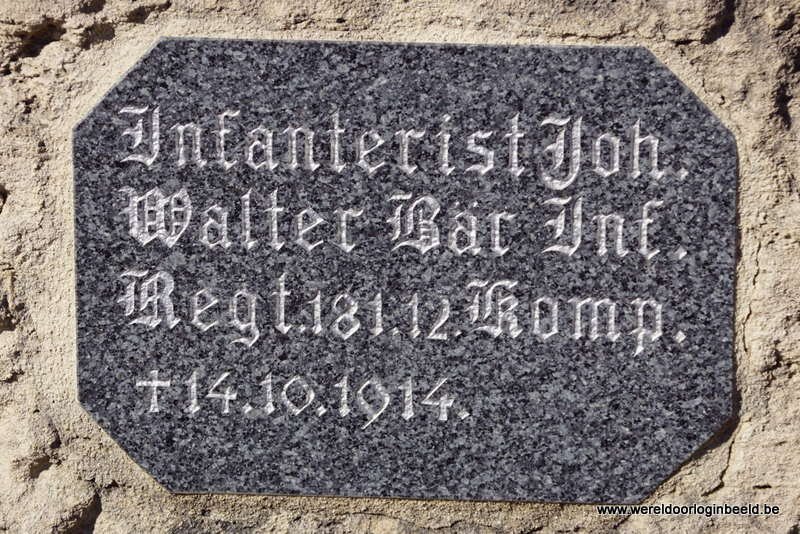 Infanterist Joh.
Walter Bär Inf.
Regt. 181. 12. Komp.
† 14. 10. 1914.
www.wereldoorloginbeeld.be